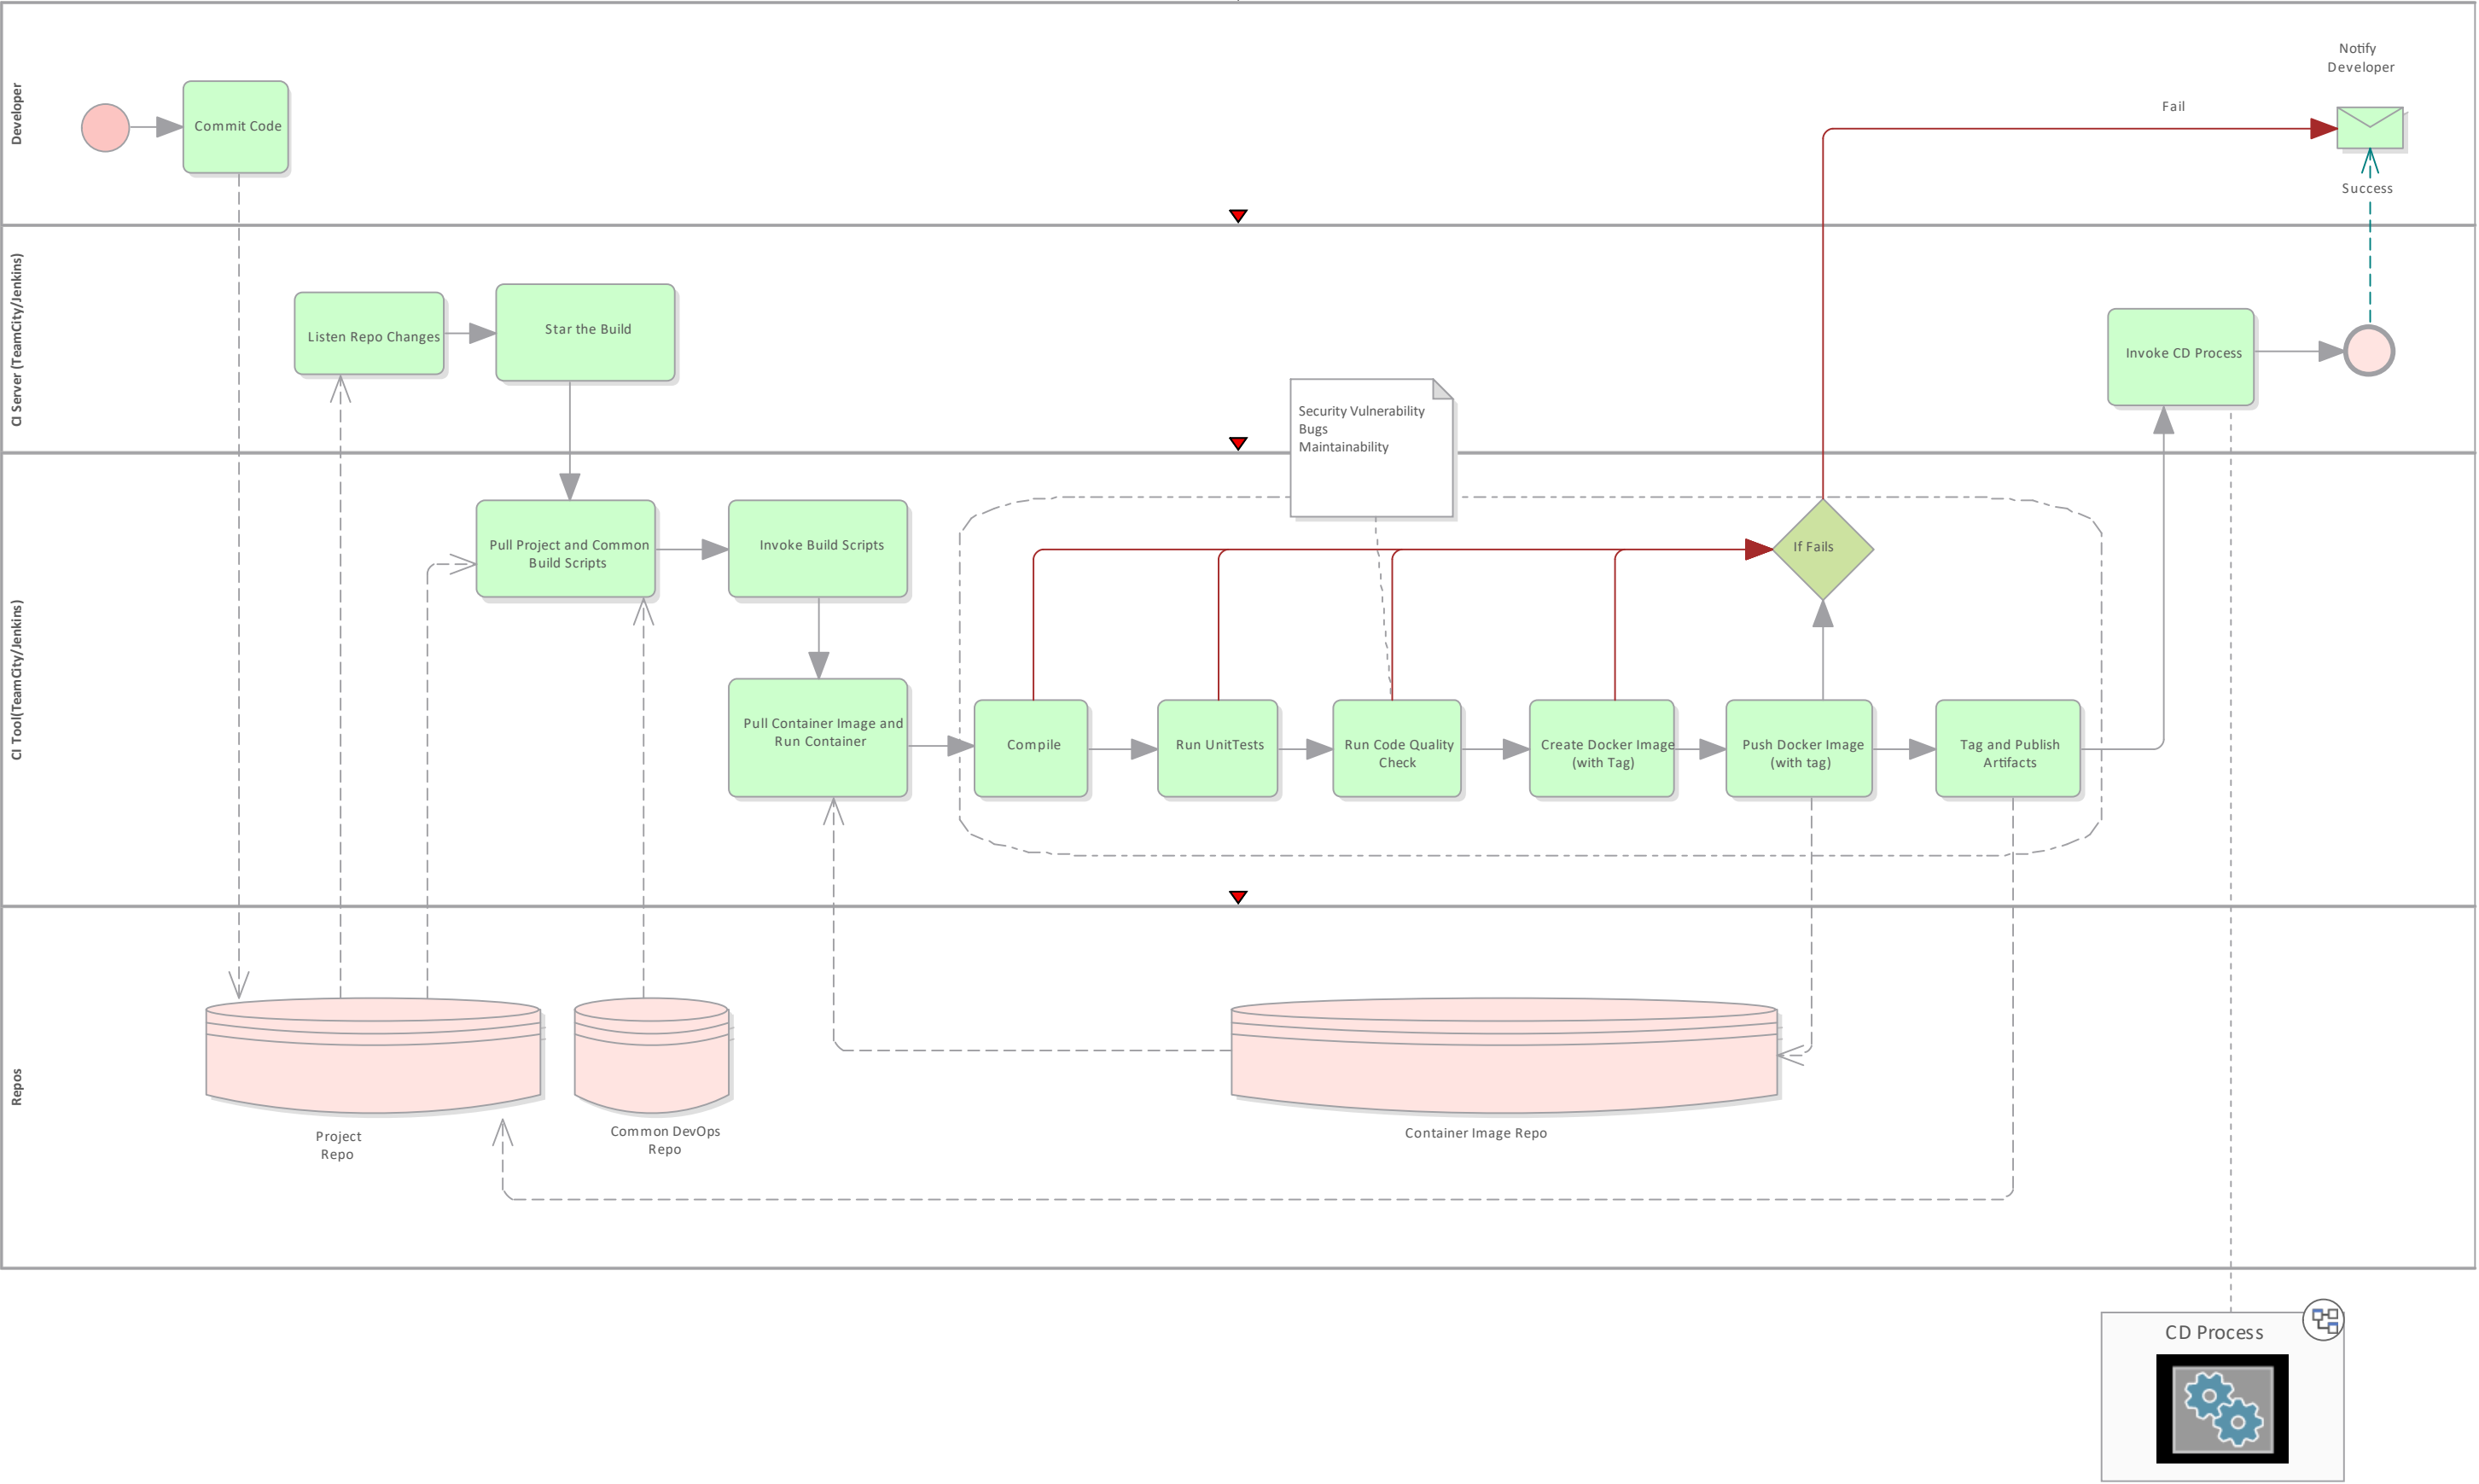 Developer
Commit Code
Notify
Developer
Fail
Success
CI Server (TeamCity/Jenkins)
Listen Repo Changes
Star the Build
Security Vulnerability
Bugs
Maintainability
Invoke CD Process
CI Tool(TeamCity/Jenkins)
Pull Project and Common
Build Scripts
Invoke Build Scripts
If Fails
Pull Container Image and
Run Container
Compile
Run UnitTests
Run Code Quality
Check
Create Docker Image
(with Tag)
Push Docker Image
(with tag)
Tag and Publish
Artifacts
Repos
Project
Repo
Common DevOps
Repo
Container Image Repo
CD Process